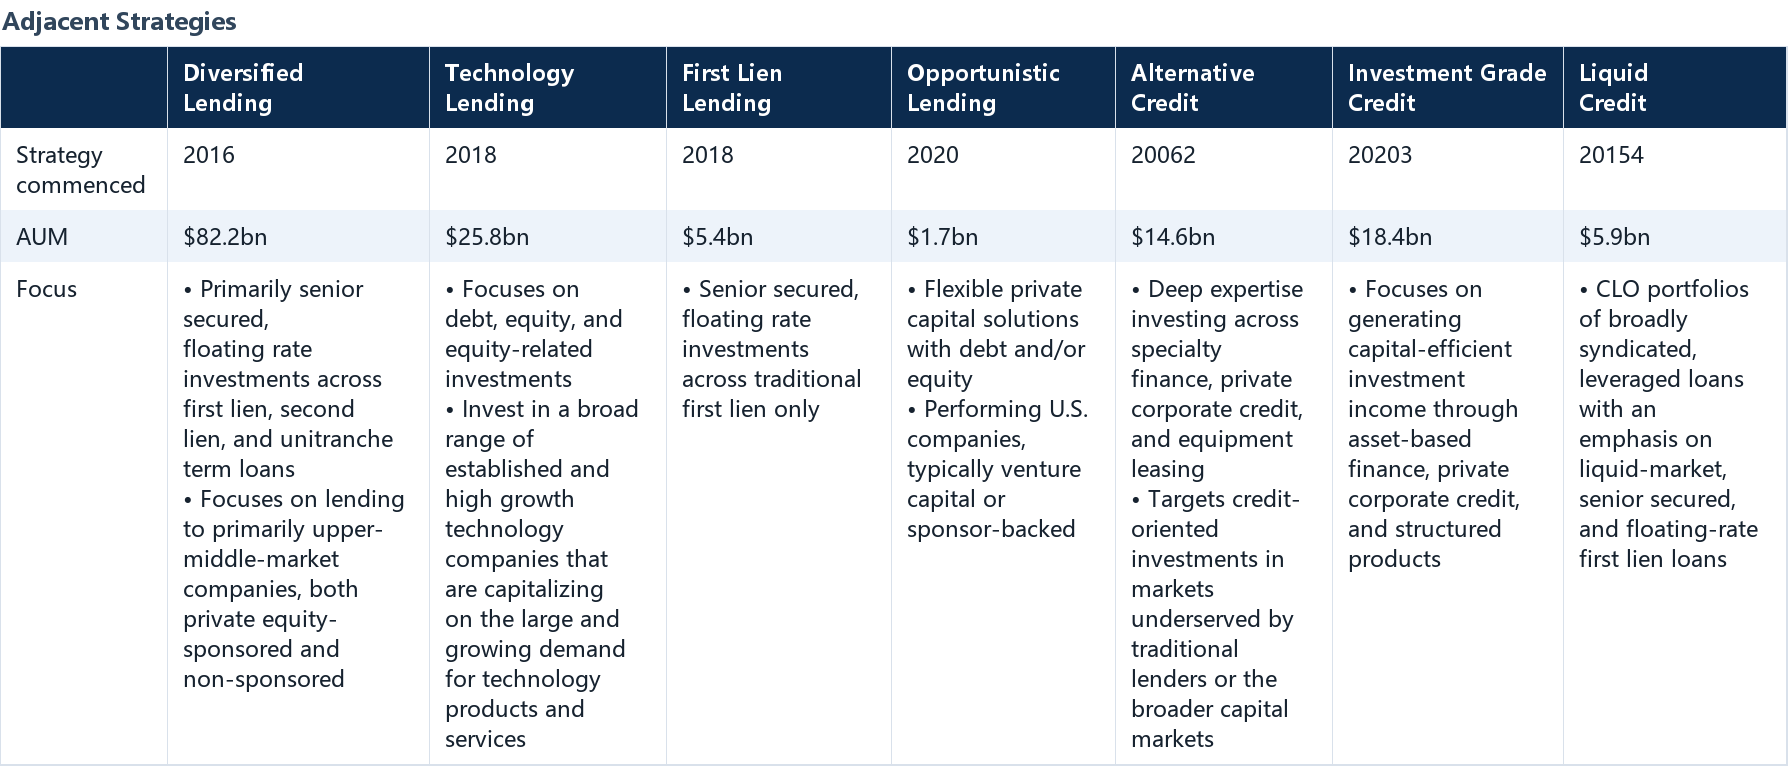 Adjacent Strategies
Diversified
Lending
Technology
Lending
First Lien
Lending
Opportunistic
Lending
Alternative
Credit
Investment Grade
Credit
Liquid
Credit
Strategy
commenced
2016
2018
2018
2020
20062
20203
20154
AUM
$82.2bn
$25.8bn
$5.4bn
$1.7bn
$14.6bn
$18.4bn
$5.9bn
Focus
• Primarily senior
secured,
floating rate
investments across
first lien, second
lien, and unitranche
term loans
• Focuses on lending
to primarily upper-
middle-market
companies, both
private equity-
sponsored and
non-sponsored
• Focuses on
debt, equity, and
equity-related
investments
• Invest in a broad
range of
established and
high growth
technology
companies that
are capitalizing
on the large and
growing demand
for technology
products and
services
• Senior secured,
floating rate
investments
across traditional
first lien only
• Flexible private
capital solutions
with debt and/or
equity
• Performing U.S.
companies,
typically venture
capital or
sponsor-backed
• Deep expertise
investing across
specialty
finance, private
corporate credit,
and equipment
leasing
• Targets credit-
oriented
investments in
markets
underserved by
traditional
lenders or the
broader capital
markets
• Focuses on
generating
capital-efficient
investment
income through
asset-based
finance, private
corporate credit,
and structured
products
• CLO portfolios
of broadly
syndicated,
leveraged loans
with an
emphasis on
liquid-market,
senior secured,
and floating-rate
first lien loans